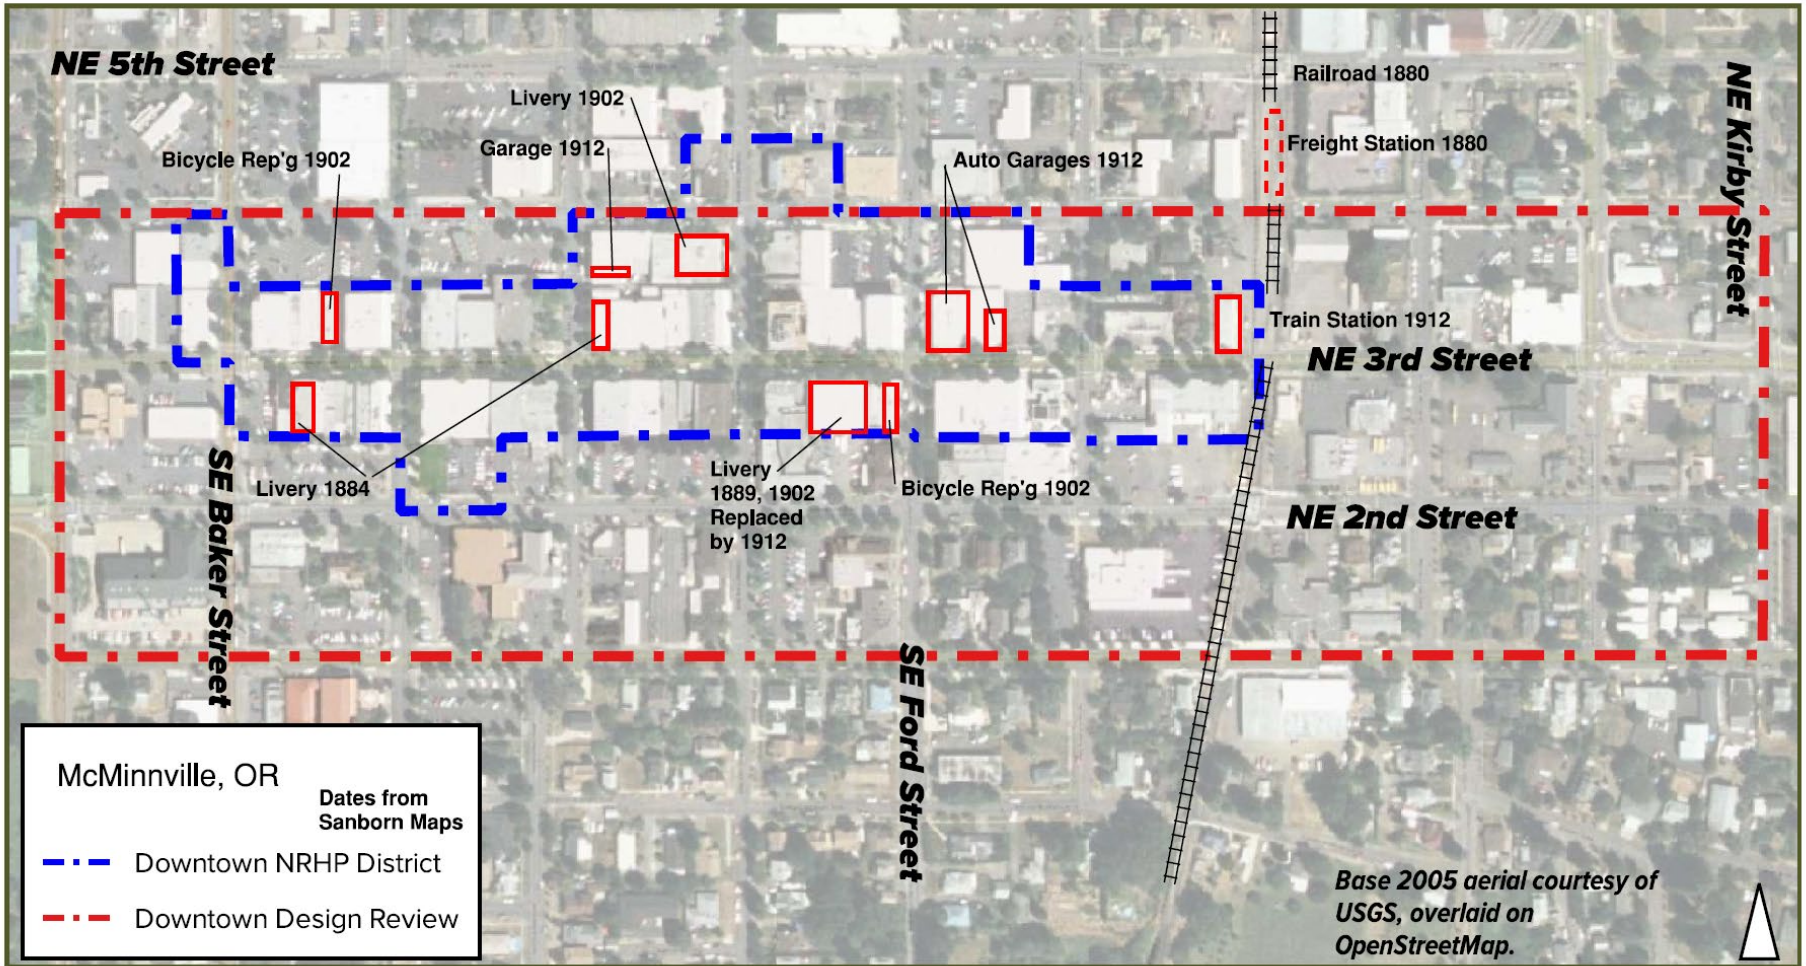 NE 5th Street
Railroad 1880
NE Kirby Street
Livery 1902
Garage 1912
Freight Station 1880
Bicycle Rep'g 1902
Auto Garages 1912
Train Station 1912
NE 3rd Street
SE Baker Street
Livery 1884
Livery
1889, 1902
Replaced
by 1912
Bicycle Rep'g 1902
NE 2nd Street
SE Ford Street
McMinnville, OR
Dates from
Sanborn Maps
Downtown NRHP District
Downtown Design Review
Base 2005 aerial courtesy of
USGS, overlaid on
OpenStreetMap.